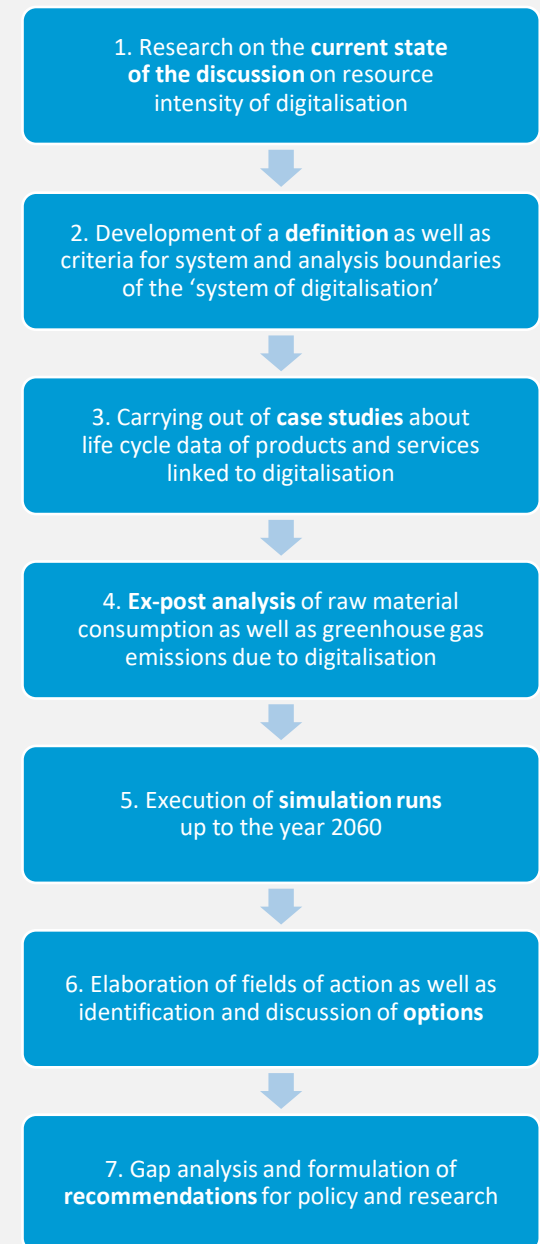 1. Research on the current state
of the discussion on resource
intensity of digitalisation
2. Development of a definition as well as
criteria for system and analysis boundaries
of the ‘system of digitalisation’
3. Carrying out of case studies about
life cycle data of products and services
linked to digitalisation
4. Ex-post analysis of raw material
consumption as well as greenhouse gas
emissions due to digitalisation
5. Execution of simulation runs
up to the year 2060
6. Elaboration of fields of action as well as
identification and discussion of options
7. Gap analysis and formulation of
recommendations for policy and research